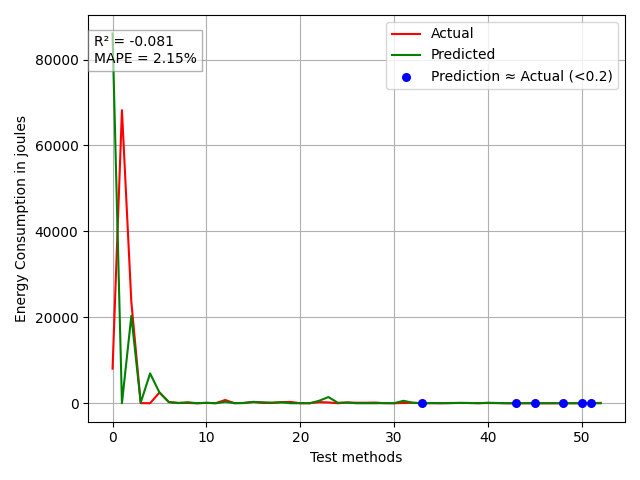 R² = -0.081
MAPE = 2.15%
Actual
Predicted
Prediction ≈ Actual (<0.2)
Energy Consumption in joules
80000
60000
40000
20000
0
0 10 20 30 40 50
Test methods